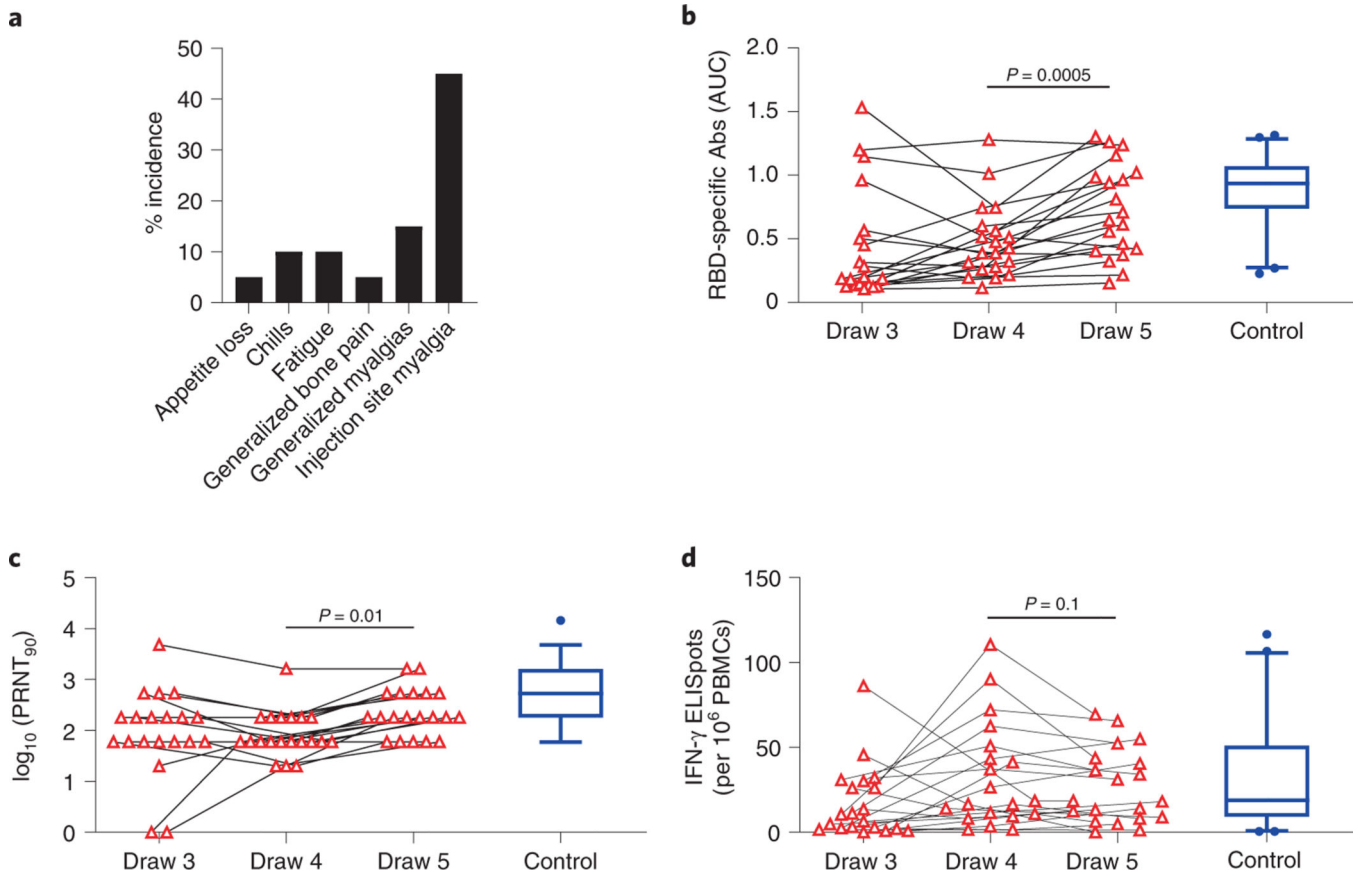 a
% incidence
50
40
30
20
10
0
Appetite loss
Chills
Fatigue
Generalized bone pain
Generalized myalgias
Injection site myalgia
b
RBD-specific Abs (AUC)
2.0
1.5
1.0
0.5
0
P = 0.0005
Draw 3
Draw 4
Draw 5
Control
c
log10 (PRNT90)
5
4
3
2
1
0
P = 0.01
Draw 3
Draw 4
Draw 5
Control
d
IFN-γ ELISpots
(per 10⁶ PBMCs)
150
100
50
0
P = 0.1
Draw 3
Draw 4
Draw 5
Control